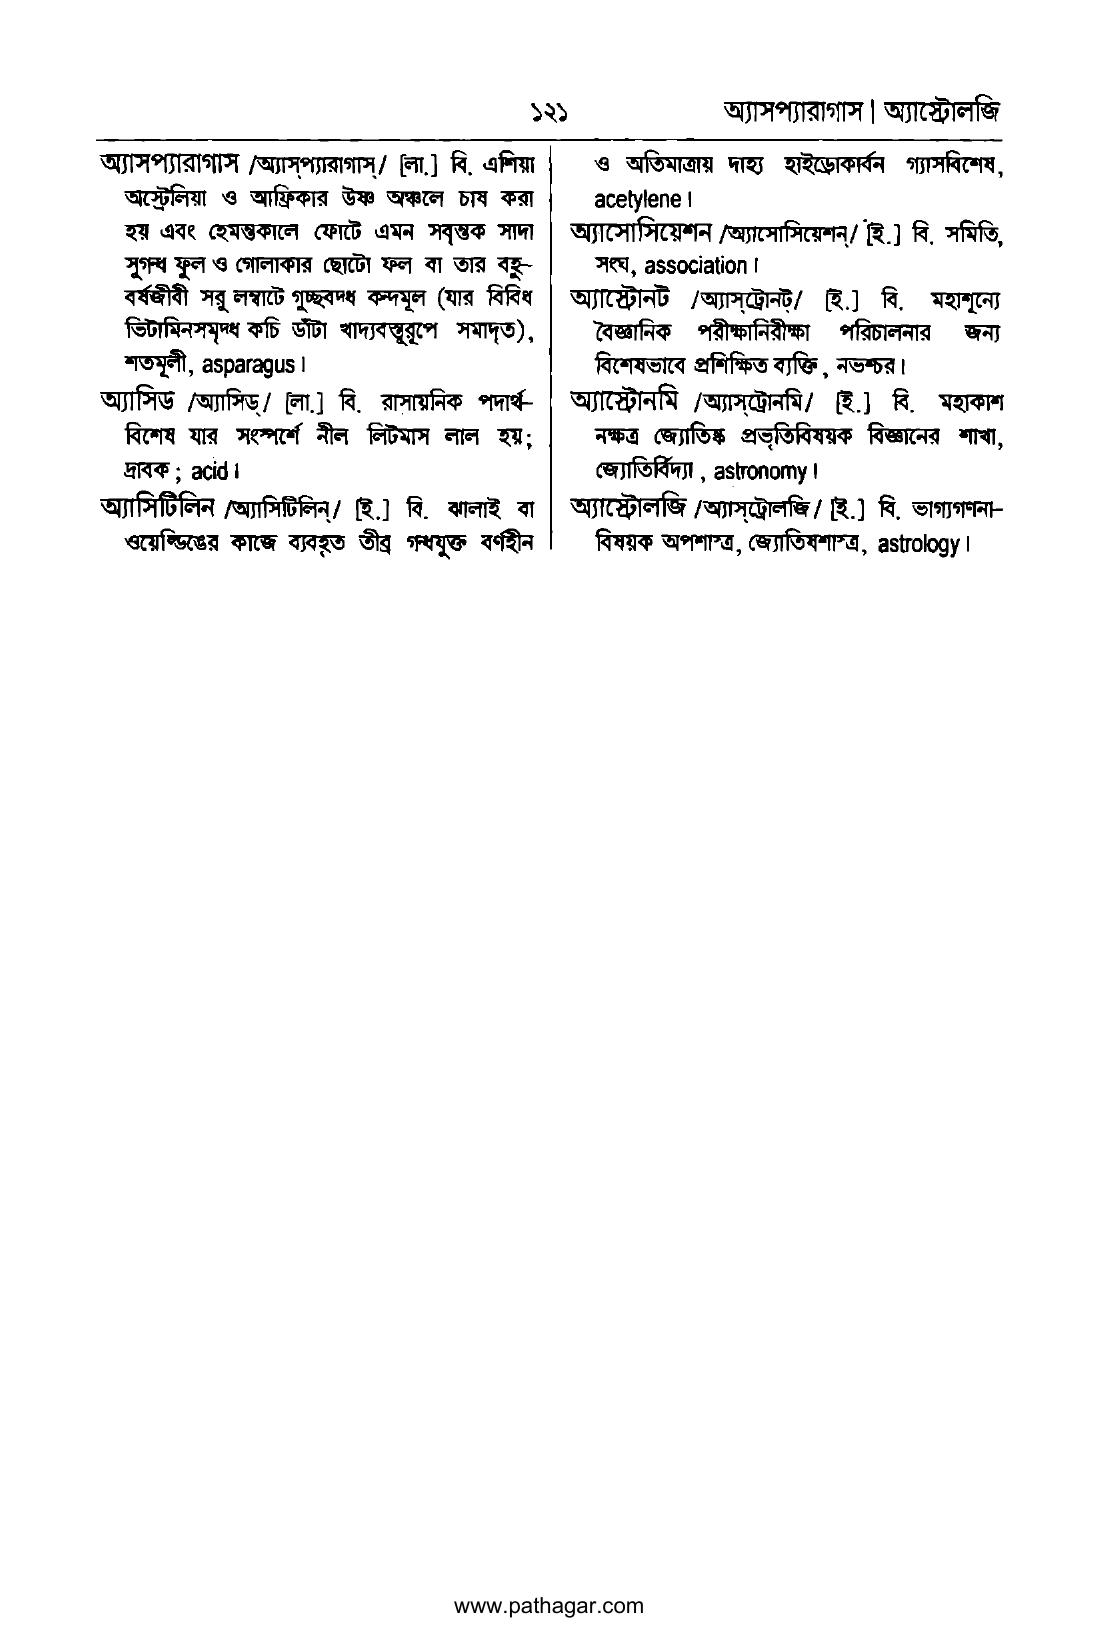 ১২১
অ্যাসপ্যারাগাস | অ্যাস্ট্রোলজি
অ্যাসপ্যারাগাস /অ্যাস্প্যারাগাস্/ [লা.] বি. এশিয়া
অস্ট্রেলিয়া ও আফ্রিকার উষ্ণ অঞ্চলে চাষ করা
হয় এবং হেমন্তকালে ফোটে এমন সবৃন্তক সাদা
সুগন্ধ ফুল ও গোলাকার ছোটো ফল বা তার বহু-
বর্ষজীবী সরু লম্বাটে গুচ্ছবদ্ধ কন্দমূল (যার বিবিধ
ভিটামিনসমৃদ্ধ কচি ডাঁটা খাদ্যবস্তুরূপে সমাদৃত),
শতমূলী, asparagus।
অ্যাসিড /অ্যাসিড্/ [লা.] বি. রাসায়নিক পদার্থ-
বিশেষ যার সংস্পর্শে নীল লিটমাস লাল হয়;
দ্রাবক ; acid।
অ্যাসিটিলিন /অ্যাসিটিলিন্/ [ই.] বি. ঝালাই বা
ওয়েল্ডিঙের কাজে ব্যবহৃত তীব্র গন্ধযুক্ত বর্ণহীন
ও অতিমাত্রায় দাহ্য হাইড্রোকার্বন গ্যাসবিশেষ,
acetylene।
অ্যাসোসিয়েশন /অ্যাসোসিয়েশন্/ [ই.] বি. সমিতি,
সংঘ, association।
অ্যাস্ট্রোনট /অ্যাস্ট্রোনট্/ [ই.] বি. মহাশূন্যে
বৈজ্ঞানিক পরীক্ষানিরীক্ষা পরিচালনার জন্য
বিশেষভাবে প্রশিক্ষিত ব্যক্তি , নভশ্চর।
অ্যাস্ট্রোনমি /অ্যাস্ট্রোনমি/ [ই.] বি. মহাকাশ
নক্ষত্র জ্যোতিষ্ক প্রভৃতিবিষয়ক বিজ্ঞানের শাখা,
জ্যোতির্বিদ্যা , astronomy।
অ্যাস্ট্রোলজি /অ্যাস্ট্রোলজি/ [ই.] বি. ভাগ্যগণনা-
বিষয়ক অপশাস্ত্র, জ্যোতিষশাস্ত্র, astrology।
www.pathagar.com